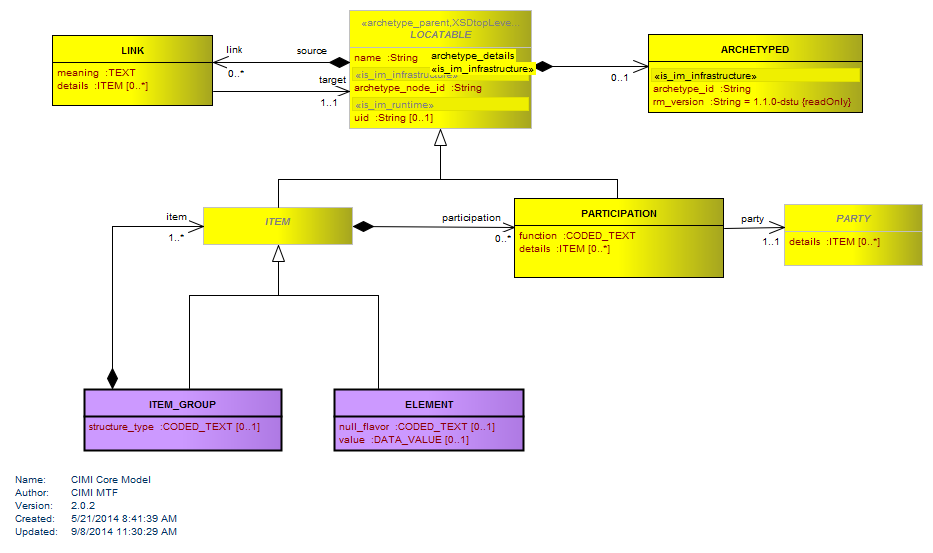 «archetype_parent,XSDtopLeve...
LOCATABLE
name :String
archetype_details
«is_im_infrastructure»
«is_im_infrastructure»
archetype_node_id :String
«is_im_runtime»
uid :String [0..1]
LINK
meaning :TEXT
details :ITEM [0..*]
link
source
0..*
target
1..1
ARCHETYPED
«is_im_infrastructure»
archetype_id :String
rm_version :String = 1.1.0-dstu {readOnly}
0..1
item
1..*
ITEM
participation
0..*
PARTICIPATION
function :CODED_TEXT
details :ITEM [0..*]
party
1..1
PARTY
details :ITEM [0..*]
ITEM_GROUP
structure_type :CODED_TEXT [0..1]
ELEMENT
null_flavor :CODED_TEXT [0..1]
value :DATA_VALUE [0..1]
Name: CIMI Core Model
Author: CIMI MTF
Version: 2.0.2
Created: 5/21/2014 8:41:39 AM
Updated: 9/8/2014 11:30:29 AM